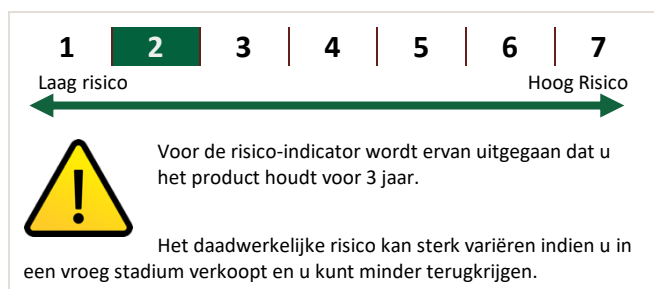 1 2 3 4 5 6 7
Laag risico Hoog Risico
Voor de risico-indicator wordt ervan uitgegaan dat u
het product houdt voor 3 jaar.
Het daadwerkelijke risico kan sterk variëren indien u in
een vroeg stadium verkoopt en u kunt minder terugkrijgen.